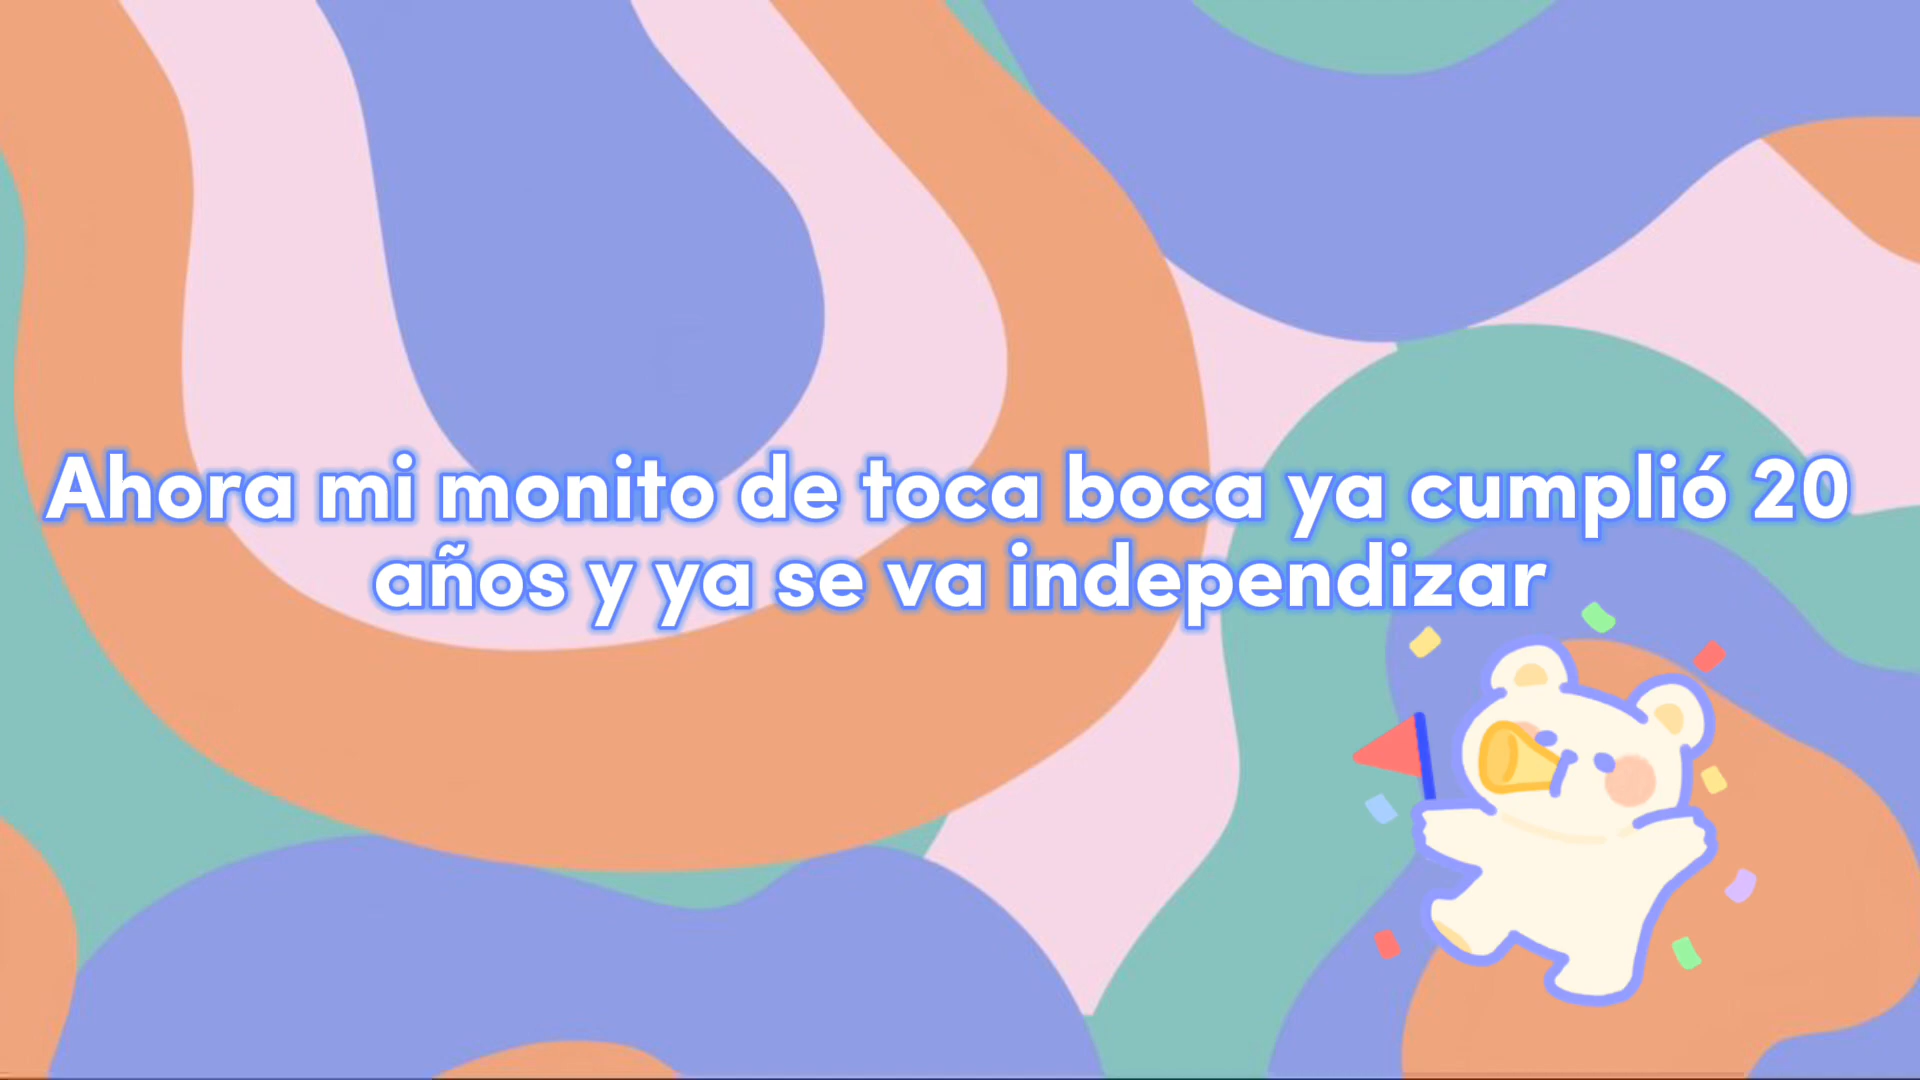 Ahora mi monito de toca boca ya cumplió 20
años y ya se va independizar